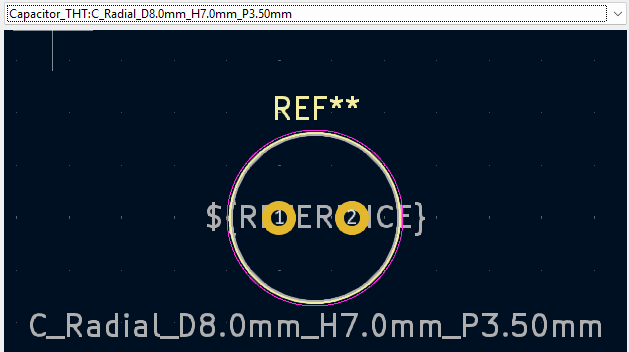 Capacitor_THT:C_Radial_D8.0mm_H7.0mm_P3.50mm
REF**
${REFERENCE}
1
2
C_Radial_D8.0mm_H7.0mm_P3.50mm